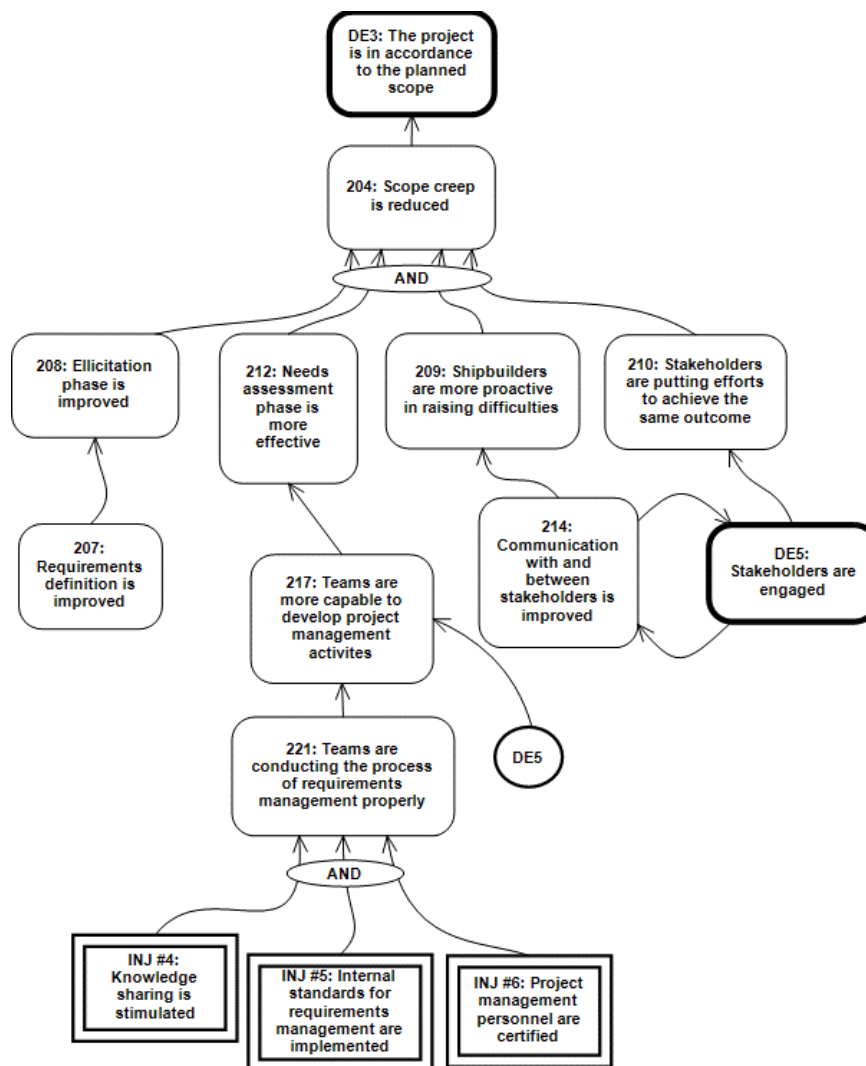 DE3: The project
is in accordance
to the planned
scope
204: Scope creep
is reduced
AND
208: Ellicitation
phase is
improved
212: Needs
assessment
phase is
more
effective
209: Shipbuilders
are more proactive
in raising difficulties
210: Stakeholders
are putting efforts
to achieve the
same outcome
207:
Requirements
definition is
improved
217: Teams are
more capable to
develop project
management
activites
214:
Communication
with and
between
stakeholders is
improved
DE5:
Stakeholders are
engaged
221: Teams are
conducting the process
of requirements
management properly
DE5
AND
INJ #4:
Knowledge
sharing is
stimulated
INJ #5: Internal
standards for
requirements
management are
implemented
INJ #6: Project
management
personnel are
certified